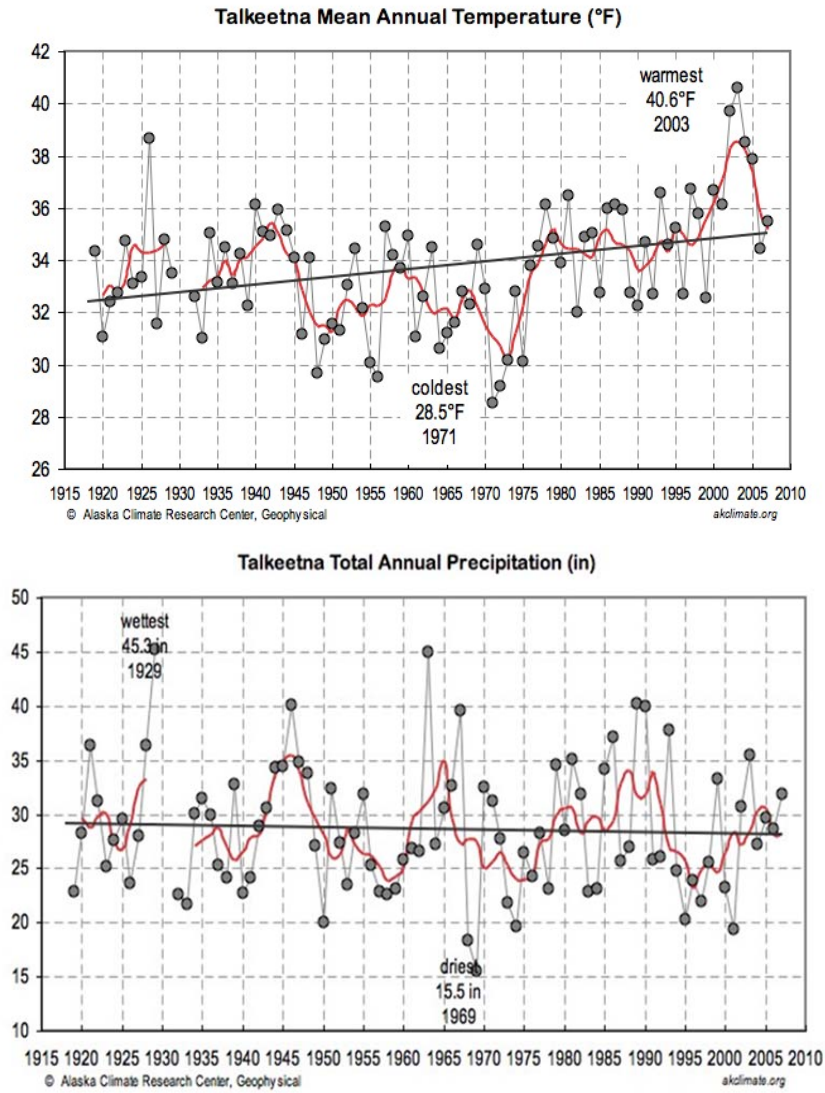 Talkeetna Mean Annual Temperature (°F)
42
40
38
36
34
32
30
28
26
warmest
40.6°F
2003
coldest
28.5°F
1971
1915 1920 1925 1930 1935 1940 1945 1950 1955 1960 1965 1970 1975 1980 1985 1990 1995 2000 2005 2010
© Alaska Climate Research Center, Geophysical
akclimate.org
Talkeetna Total Annual Precipitation (in)
50
45
40
35
30
25
20
15
10
wettest
45.3 in
1929
driest
15.5 in
1969
1915 1920 1925 1930 1935 1940 1945 1950 1955 1960 1965 1970 1975 1980 1985 1990 1995 2000 2005 2010
© Alaska Climate Research Center, Geophysical
akclimate.org